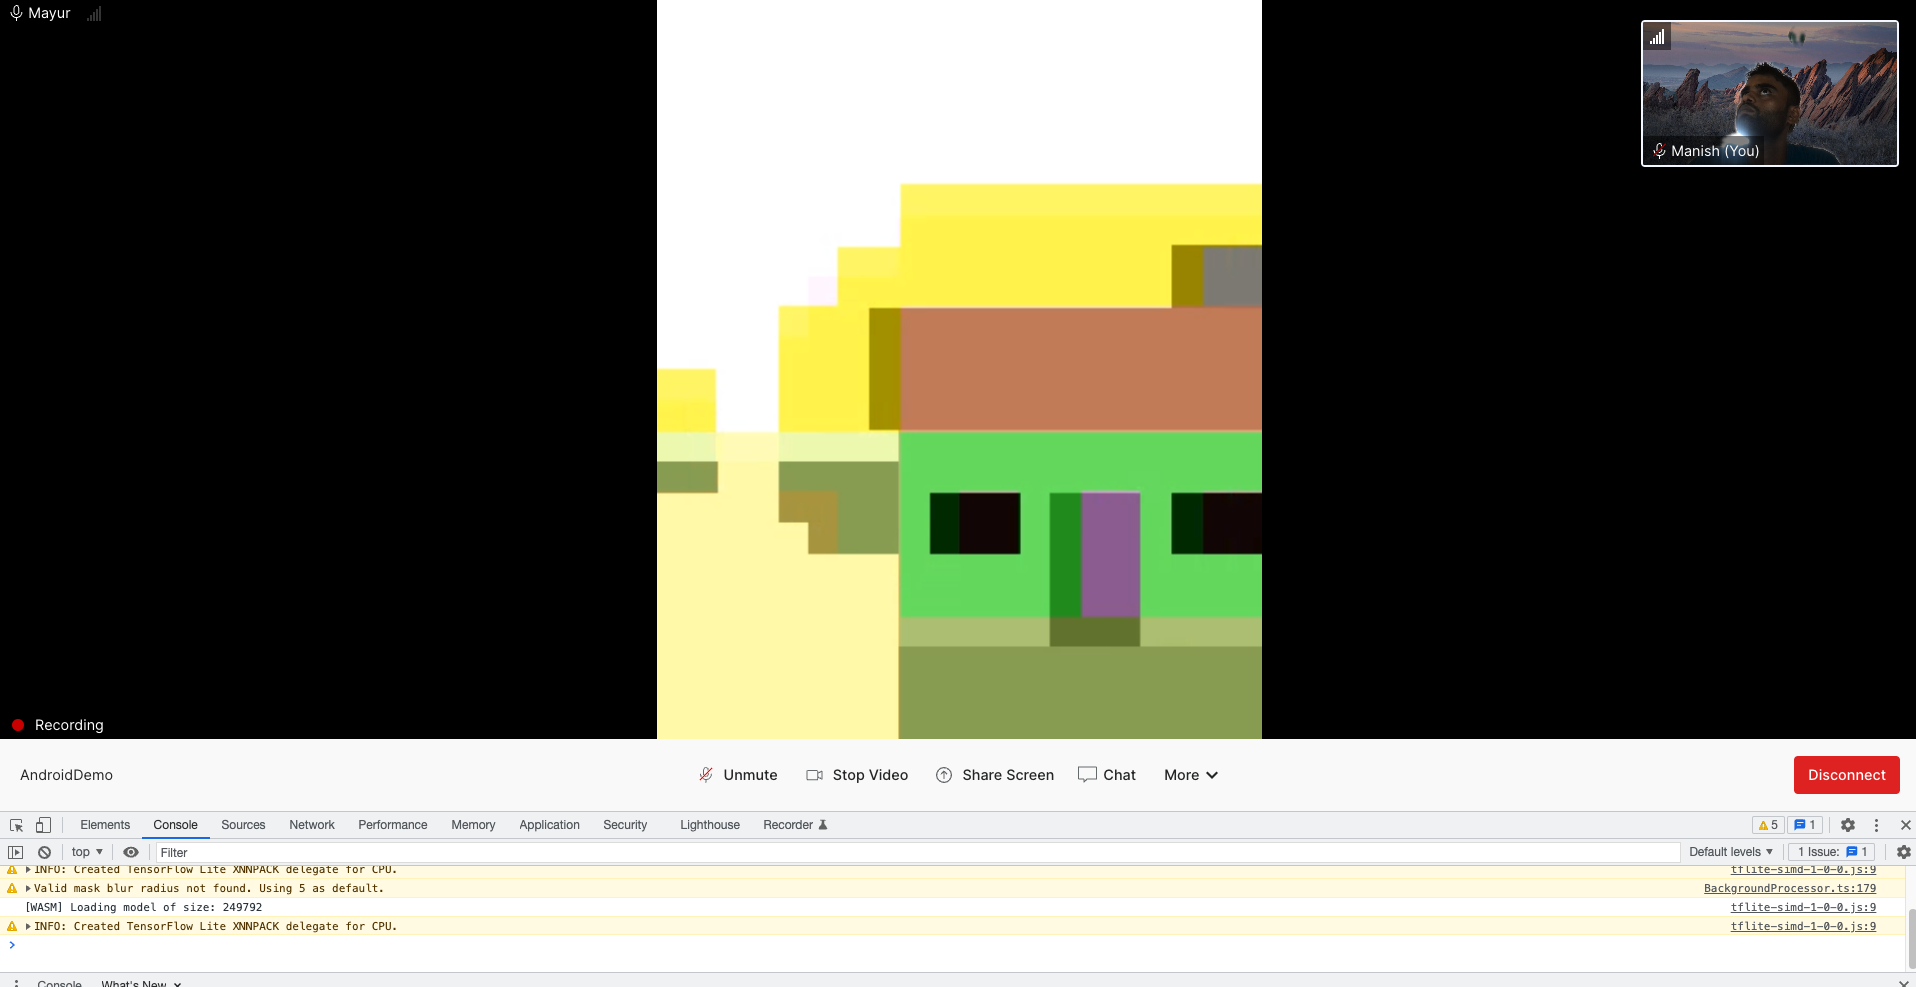 Mayur
Manish (You)
Recording
AndroidDemo
Unmute
Stop Video
Share Screen
Chat
More
Disconnect
Elements
Console
Sources
Network
Performance
Memory
Application
Security
Lighthouse
Recorder
5
1
top
Filter
Default levels
1 Issue: 1
INFO: Created TensorFlow Lite XNNPACK delegate for CPU. tflite-simd-1-0-0.js:9
Valid mask blur radius not found. Using 5 as default. BackgroundProcessor.ts:179
[WASM] Loading model of size: 249792 tflite-simd-1-0-0.js:9
INFO: Created TensorFlow Lite XNNPACK delegate for CPU. tflite-simd-1-0-0.js:9
Console
What's New